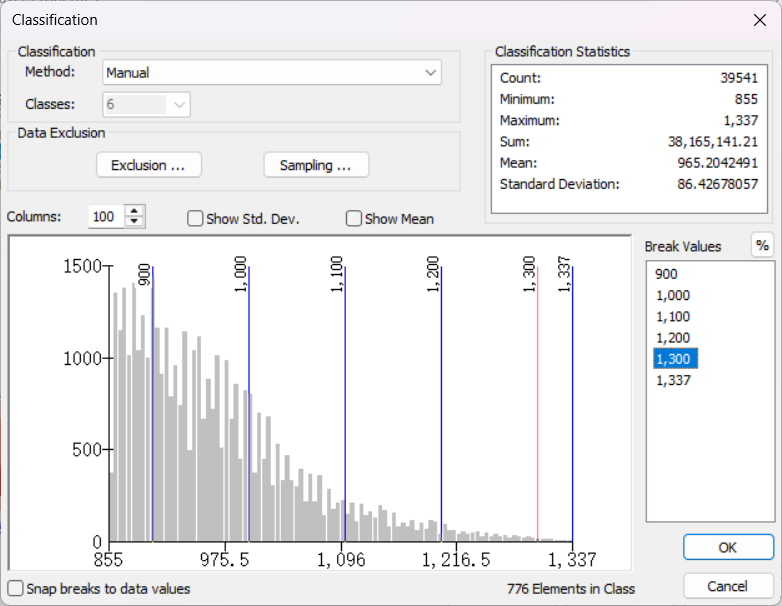 Classification
Classification
Method: Manual
Classes: 6
Data Exclusion
Exclusion ...
Sampling ...
Classification Statistics
Count: 39541
Minimum: 855
Maximum: 1,337
Sum: 38,165,141.21
Mean: 965.2042491
Standard Deviation: 86.42678057
Columns: 100
Show Std. Dev.
Show Mean
Break Values
%
900
1,000
1,100
1,200
1,300
1,337
1500
1000
500
0
900
1,000
1,100
1,200
1,300
1,337
855
975.5
1,096
1,216.5
1,337
OK
Snap breaks to data values
776 Elements in Class
Cancel